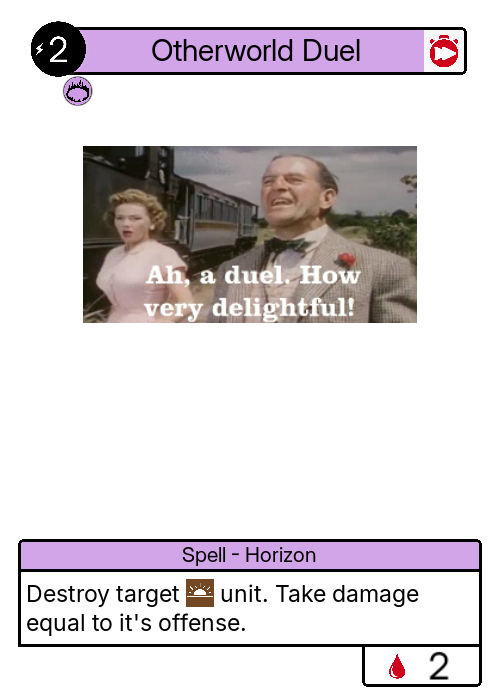 2
Otherworld Duel
Ah, a duel. How
very delightful!
Spell - Horizon
Destroy target unit. Take damage
equal to it's offense.
2